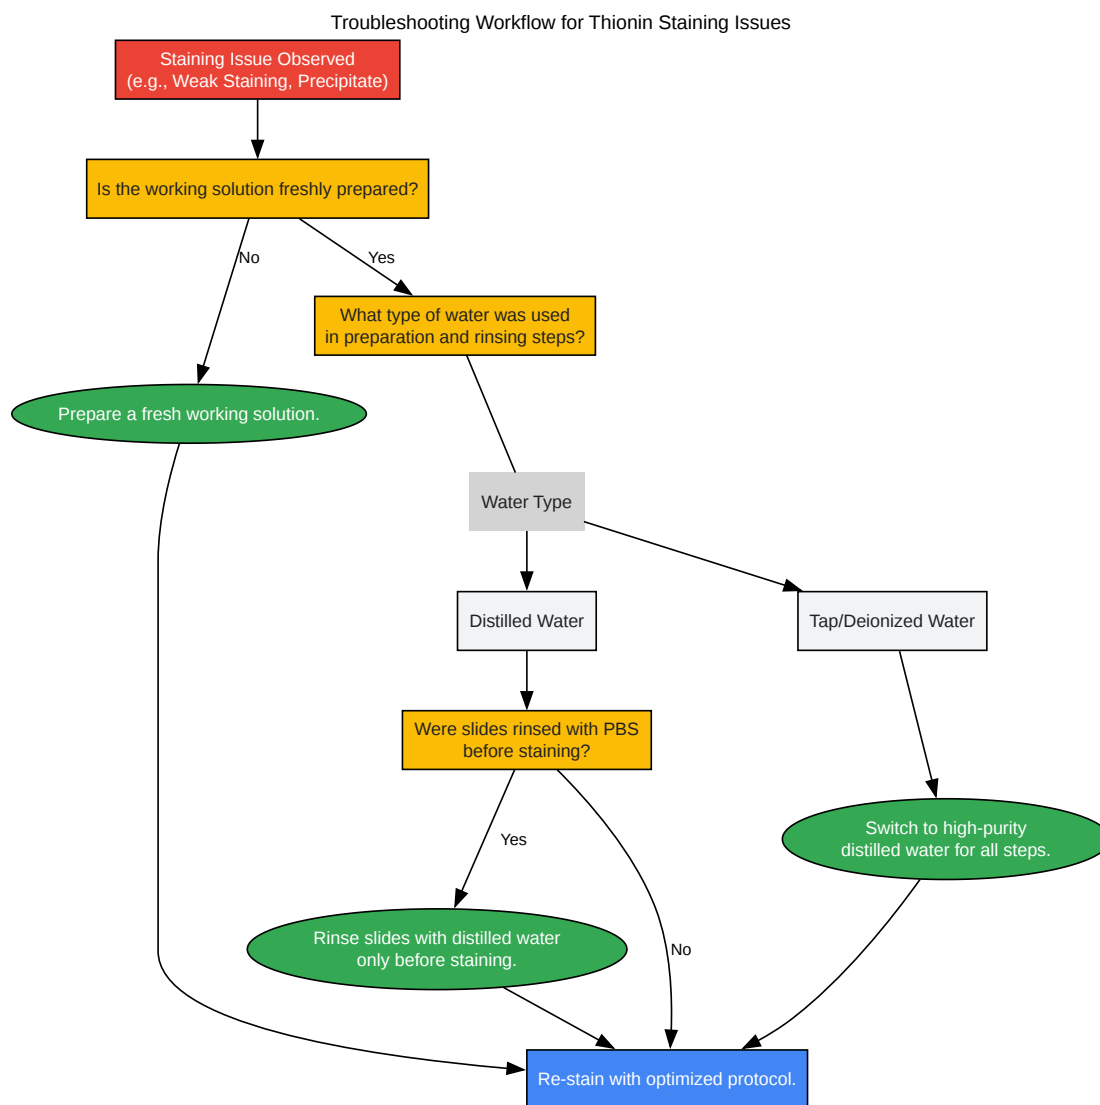 Troubleshooting Workflow for Thionin Staining Issues
Staining Issue Observed
(e.g., Weak Staining, Precipitate)
Is the working solution freshly prepared?
No
Yes
What type of water was used
in preparation and rinsing steps?
Prepare a fresh working solution.
Water Type
Distilled Water
Tap/Deionized Water
Were slides rinsed with PBS
before staining?
Yes
Switch to high-purity
distilled water for all steps.
Rinse slides with distilled water
only before staining.
No
Re-stain with optimized protocol.